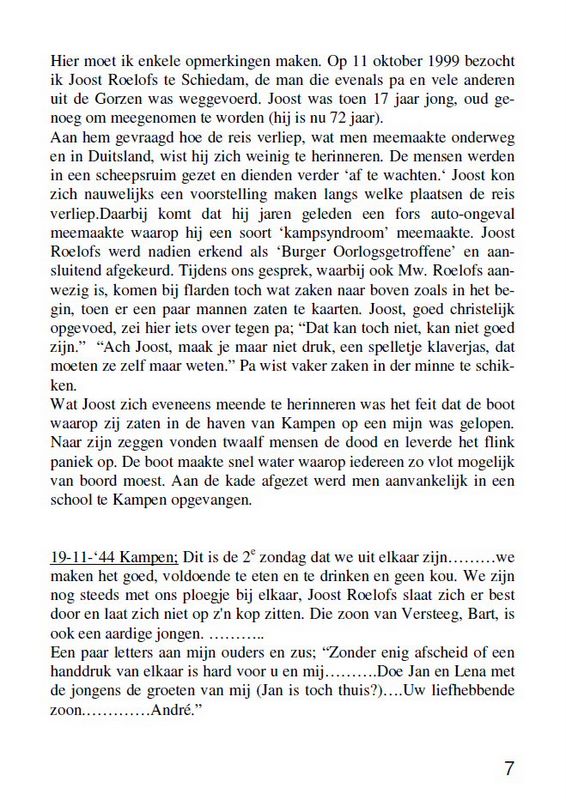 Hier moet ik enkele opmerkingen maken. Op 11 oktober 1999 bezocht
ik Joost Roelofs te Schiedam, de man die evenals pa en vele anderen
uit de Gorzen was weggevoerd. Joost was toen 17 jaar jong, oud ge-
noeg om meegenomen te worden (hij is nu 72 jaar).
Aan hem gevraagd hoe de reis verliep, wat men meemaakte onderweg
en in Duitsland, wist hij zich weinig te herinneren. De mensen werden
in een scheepsruim gezet en dienden verder ‘af te wachten.‘ Joost kon
zich nauwelijks een voorstelling maken langs welke plaatsen de reis
verliep.Daarbij komt dat hij jaren geleden een fors auto-ongeval
meemaakte waarop hij een soort ‘kampsyndroom’ meemaakte. Joost
Roelofs werd nadien erkend als ‘Burger Oorlogsgetroffene’ en aan-
sluitend afgekeurd. Tijdens ons gesprek, waarbij ook Mw. Roelofs aan-
wezig is, komen bij flarden toch wat zaken naar boven zoals in het be-
gin, toen er een paar mannen zaten te kaarten. Joost, goed christelijk
opgevoed, zei hier iets over tegen pa; “Dat kan toch niet, kan niet goed
zijn.”  “Ach Joost, maak je maar niet druk, een spelletje klaverjas, dat
moeten ze zelf maar weten.” Pa wist vaker zaken in der minne te schik-
ken.
Wat Joost zich eveneens meende te herinneren was het feit dat de boot
waarop zij zaten in de haven van Kampen op een mijn was gelopen.
Naar zijn zeggen vonden twaalf mensen de dood en leverde het flink
paniek op. De boot maakte snel water waarop iedereen zo vlot mogelijk
van boord moest. Aan de kade afgezet werd men aanvankelijk in een
school te Kampen opgevangen.
19-11-‘44 Kampen; Dit is de 2e zondag dat we uit elkaar zijn………we
maken het goed, voldoende te eten en te drinken en geen kou. We zijn
nog steeds met ons ploegje bij elkaar, Joost Roelofs slaat zich er best
door en laat zich niet op z'n kop zitten. Die zoon van Versteeg, Bart, is
ook een aardige jongen. ………..
Een paar letters aan mijn ouders en zus; “Zonder enig afscheid of een
handdruk van elkaar is hard voor u en mij……….Doe Jan en Lena met
de jongens de groeten van mij (Jan is toch thuis?)….Uw liefhebbende
zoon.…………André.”
7